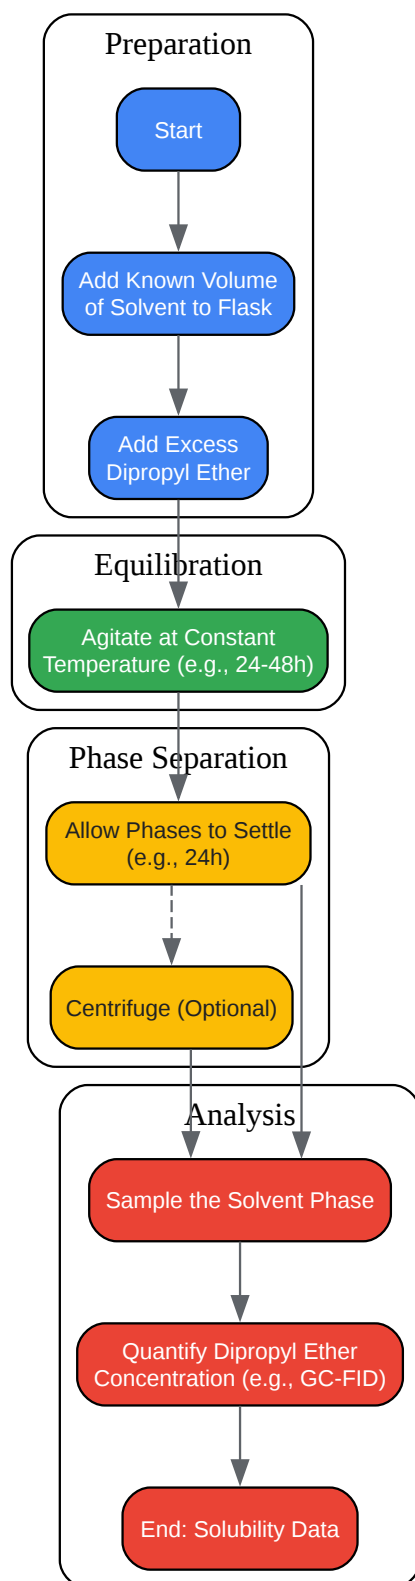 Preparation
Start
Add Known Volume
of Solvent to Flask
Add Excess
Dipropyl Ether
Equilibration
Agitate at Constant
Temperature (e.g., 24-48h)
Phase Separation
Allow Phases to Settle
(e.g., 24h)
Centrifuge (Optional)
Analysis
Sample the Solvent Phase
Quantify Dipropyl Ether
Concentration (e.g., GC-FID)
End: Solubility Data